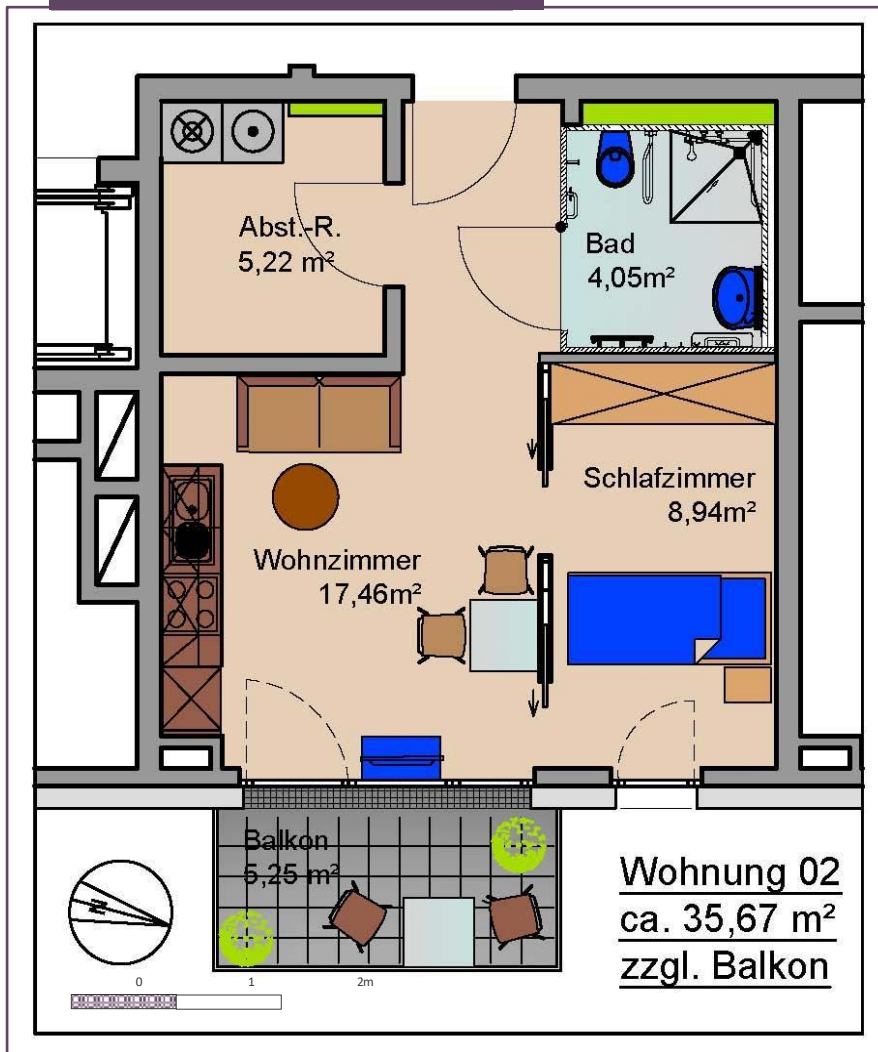 Abst.-R.
5,22 m²
Bad
4,05m²
Schlafzimmer
8,94m²
Wohnzimmer
17,46m²
Balkon
5,25 m²
N
Wohnung 02
ca. 35,67 m²
zzgl. Balkon
0 1 2m